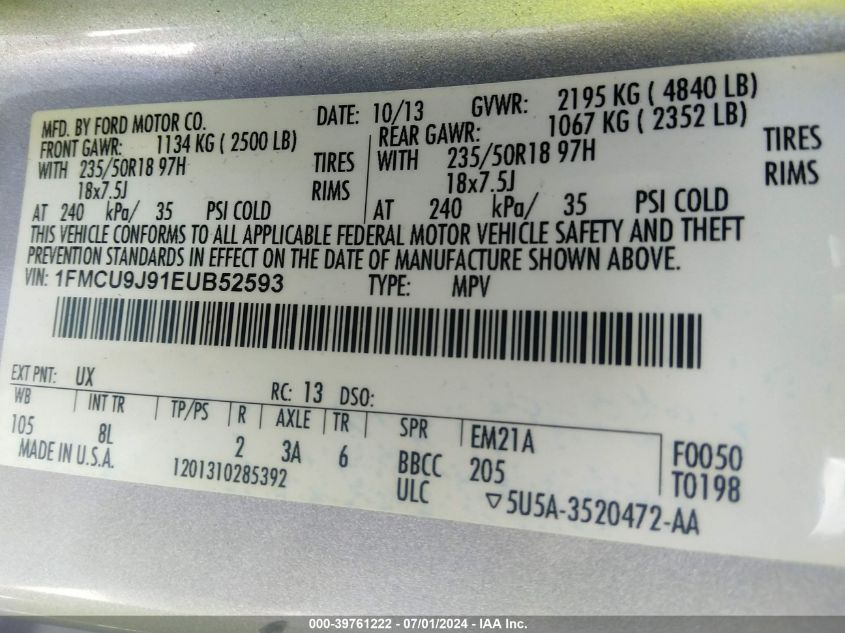 MFD. BY FORD MOTOR CO. DATE: 10/13 GVWR: 2195 KG ( 4840 LB)
FRONT GAWR: 1134 KG ( 2500 LB) REAR GAWR: 1067 KG ( 2352 LB)
WITH 235/50R18 97H TIRES WITH 235/50R18 97H TIRES
18x7.5J RIMS 18x7.5J RIMS
AT 240 kPa/ 35 PSI COLD AT 240 kPa/ 35 PSI COLD
THIS VEHICLE CONFORMS TO ALL APPLICABLE FEDERAL MOTOR VEHICLE SAFETY AND THEFT
PREVENTION STANDARDS IN EFFECT ON THE DATE OF MANUFACTURE SHOWN ABOVE.
VIN: 1FMCU9J91EUB52593 TYPE: MPV
EXT PNT: UX RC: 13 DSO:
WB INT TR TP/PS R AXLE TR SPR EM21A F0050
105 8L 2 3A 6 BBCC 205 T0198
MADE IN U.S.A. 1201310285392 ULC ▽5U5A-3520472-AA
000-39761222 - 07/01/2024 - IAA Inc.